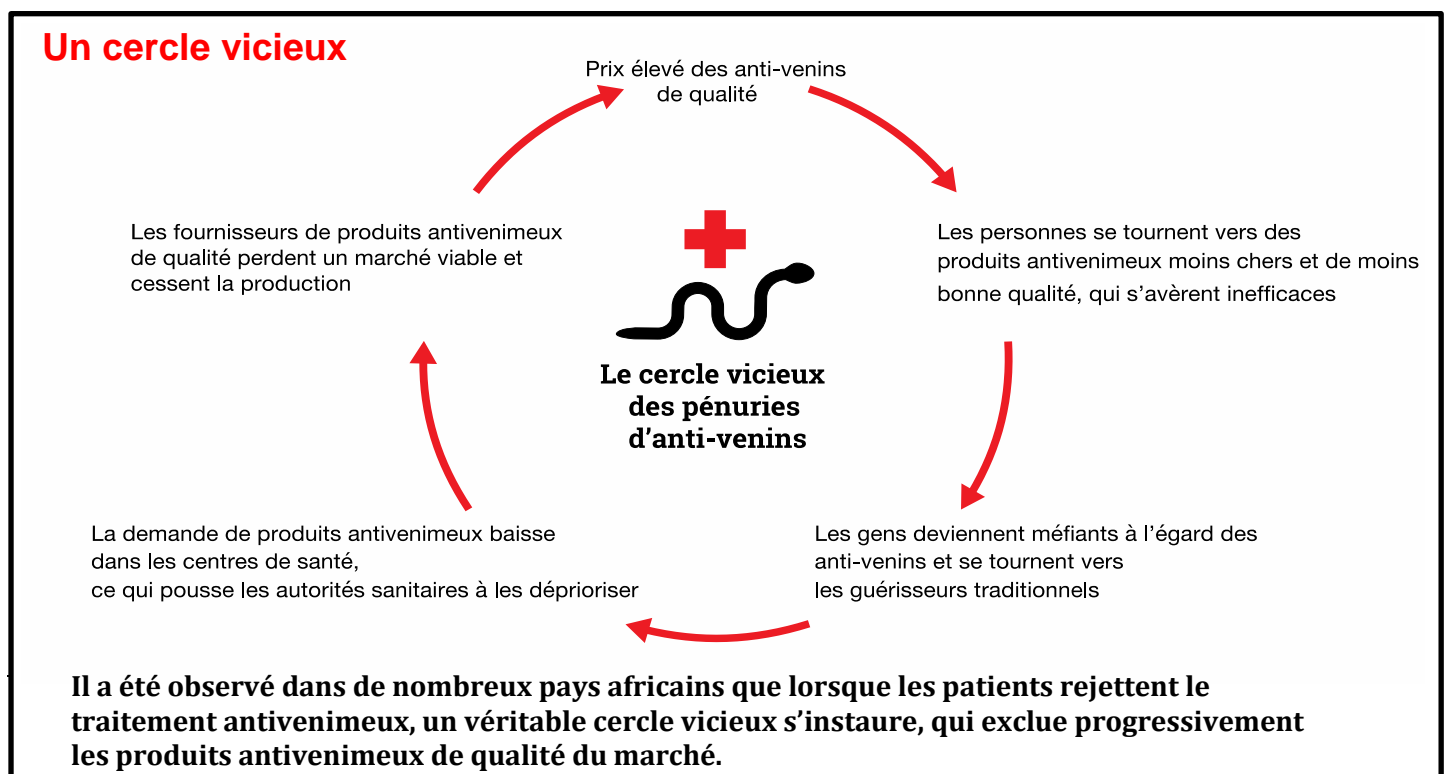 Un cercle vicieux
Prix élevé des anti-venins
de qualité
Les personnes se tournent vers des
produits antivenimeux moins chers et de moins
bonne qualité, qui s’avèrent inefficaces
Les gens deviennent méfiants à l’égard des
anti-venins et se tournent vers
les guérisseurs traditionnels
La demande de produits antivenimeux baisse
dans les centres de santé,
ce qui pousse les autorités sanitaires à les déprioriser
Les fournisseurs de produits antivenimeux
de qualité perdent un marché viable et
cessent la production
Le cercle vicieux
des pénuries
d’anti-venins
Il a été observé dans de nombreux pays africains que lorsque les patients rejettent le
traitement antivenimeux, un véritable cercle vicieux s’instaure, qui exclue progressivement
les produits antivenimeux de qualité du marché.